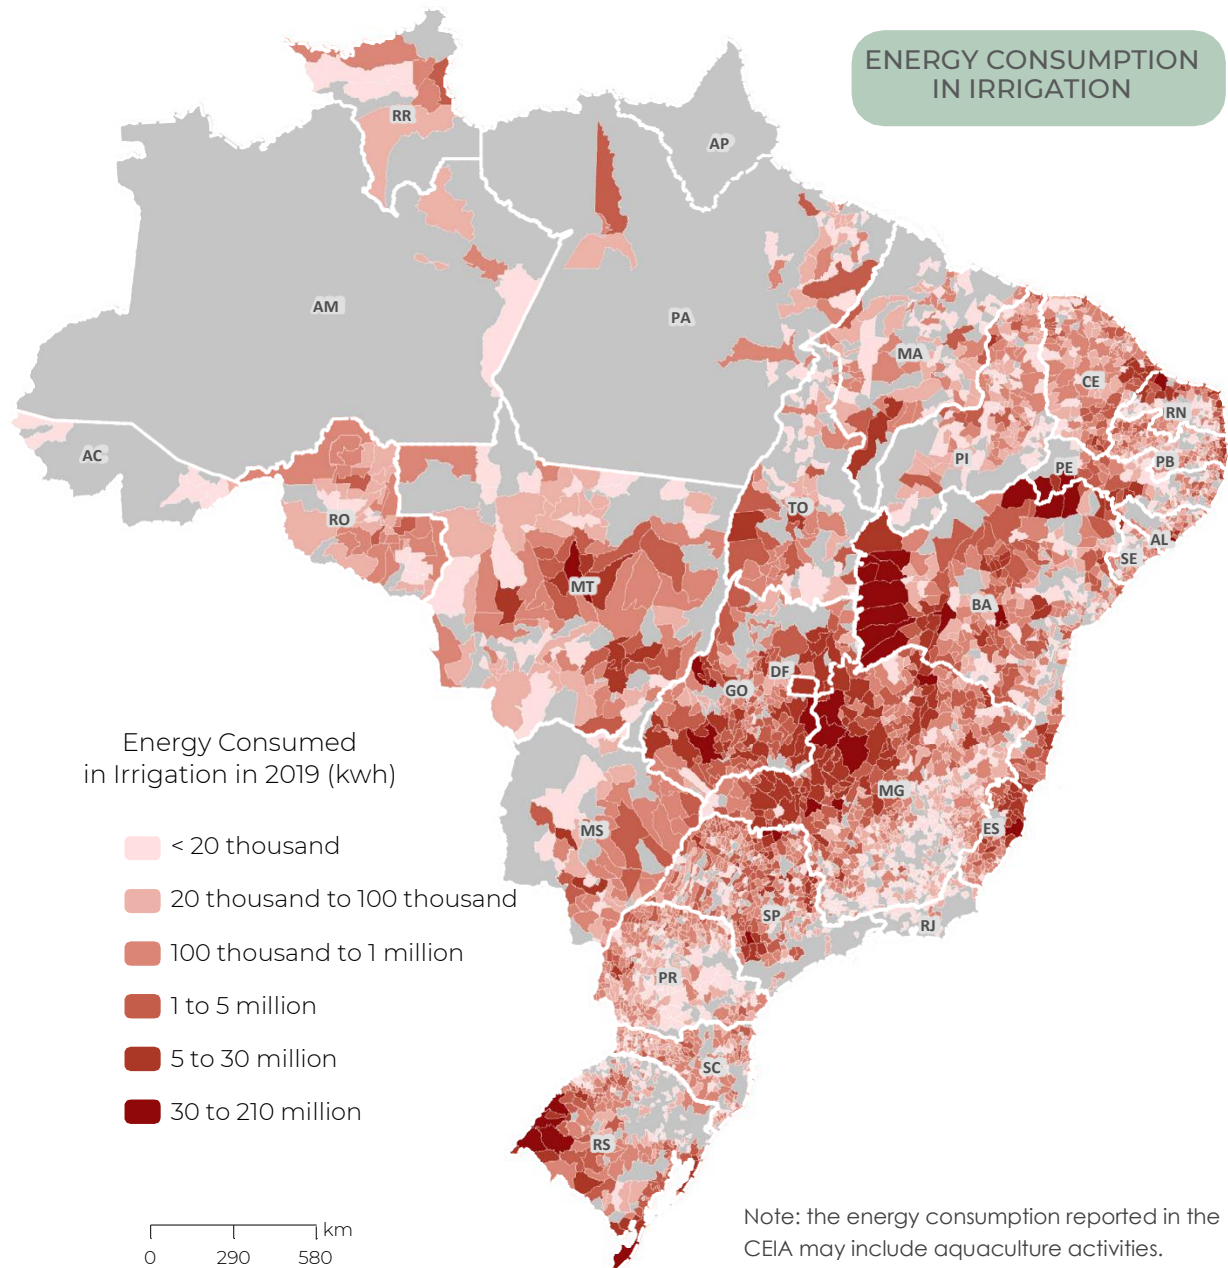 ENERGY CONSUMPTION
IN IRRIGATION
RR
AP
AM
PA
MA
CE
RN
AC
PI
PE
PB
RO
TO
AL
SE
MT
BA
DF
GO
Energy Consumed
in Irrigation in 2019 (kwh)
MG
MS
ES
< 20 thousand
20 thousand to 100 thousand
SP
RJ
100 thousand to 1 million
PR
1 to 5 million
5 to 30 million
SC
30 to 210 million
RS
km
0 290 580
Note: the energy consumption reported in the
CEIA may include aquaculture activities.